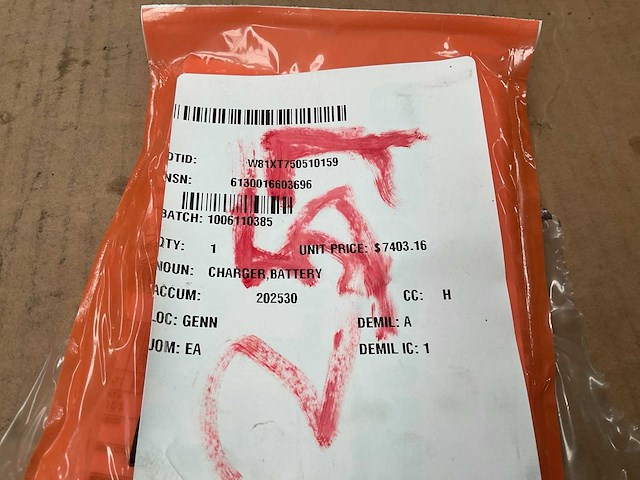 DTID: W81XT750510159
NSN: 6130016603696
BATCH: 1006110385
QTY: 1 UNIT PRICE: $7403.16
NOUN: CHARGER,BATTERY
ACCUM: 202530 CC: H
LOC: GENN DEMIL: A
UOM: EA DEMIL IC: 1